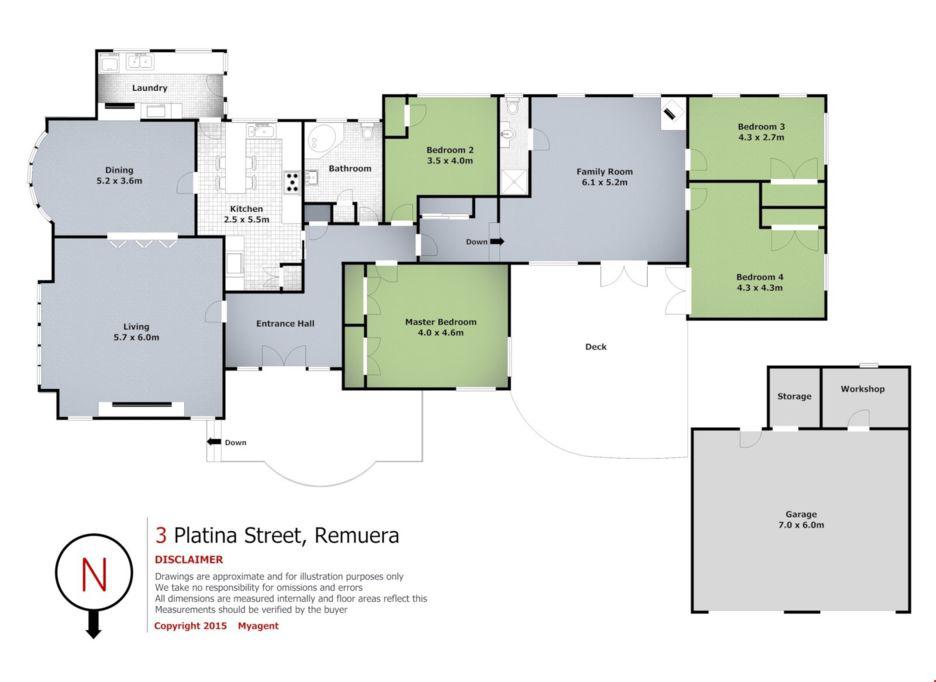 Laundry
Dining
5.2 x 3.6m
Kitchen
2.5 x 5.5m
Bathroom
Bedroom 2
3.5 x 4.0m
Family Room
6.1 x 5.2m
Bedroom 3
4.3 x 2.7m
Down
Bedroom 4
4.3 x 4.3m
Living
5.7 x 6.0m
Entrance Hall
Master Bedroom
4.0 x 4.6m
Deck
Down
Storage
Workshop
Garage
7.0 x 6.0m
N
3 Platina Street, Remuera
DISCLAIMER
Drawings are approximate and for illustration purposes only
We take no responsibility for omissions and errors
All dimensions are measured internally and floor areas reflect this
Measurements should be verified by the buyer
Copyright 2015 Myagent